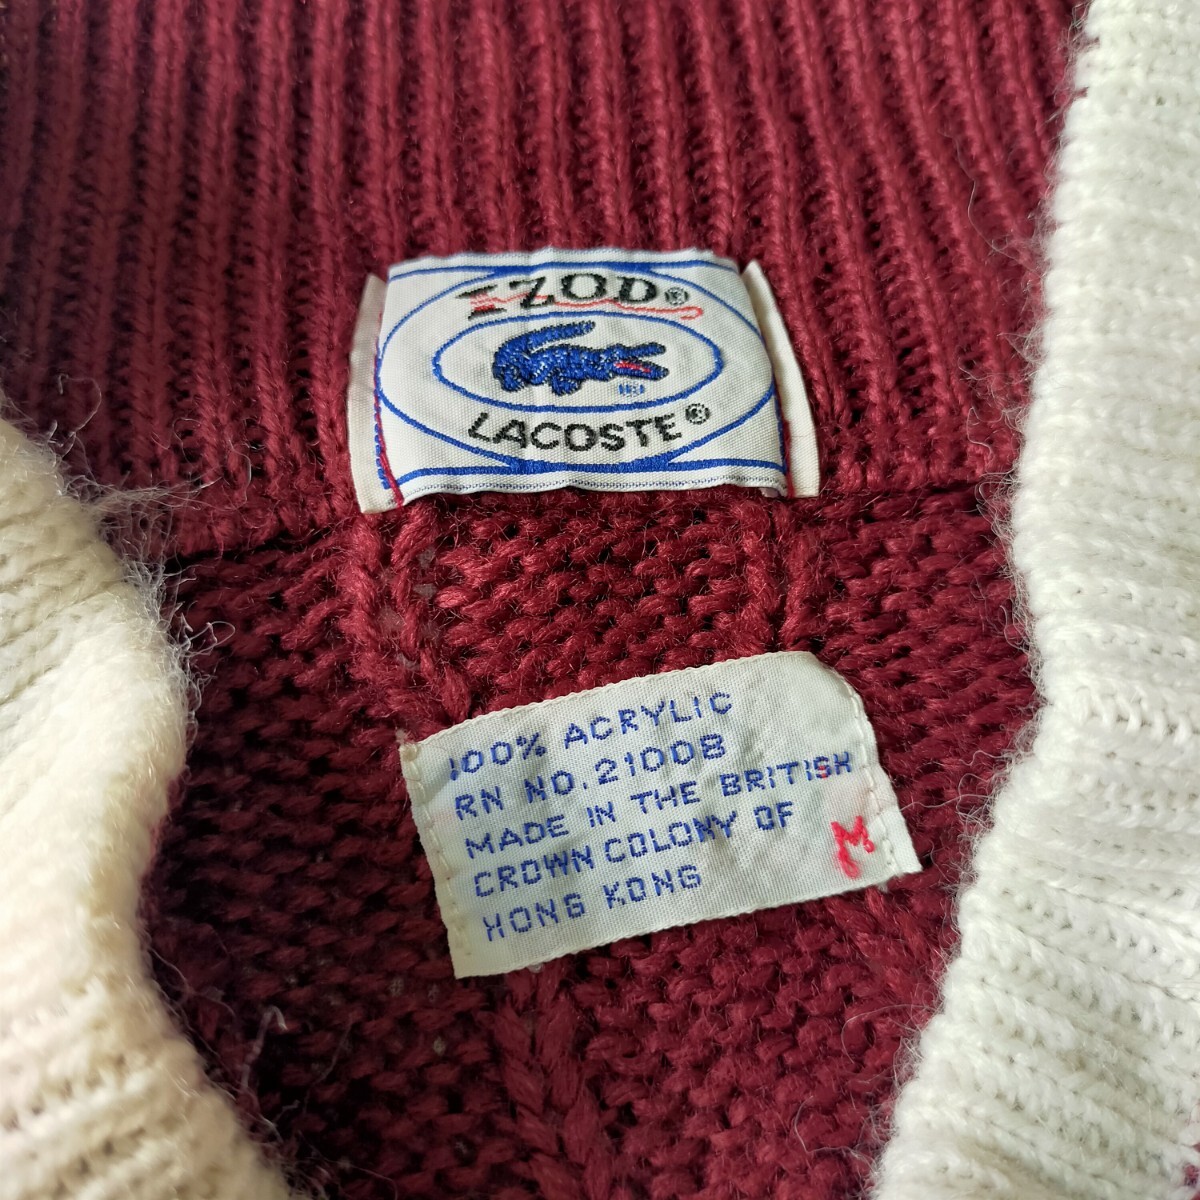 IZOD®
LACOSTE®
100% ACRYLIC
RN NO. 21008
MADE IN THE BRITISH
CROWN COLONY OF
HONG KONG
M